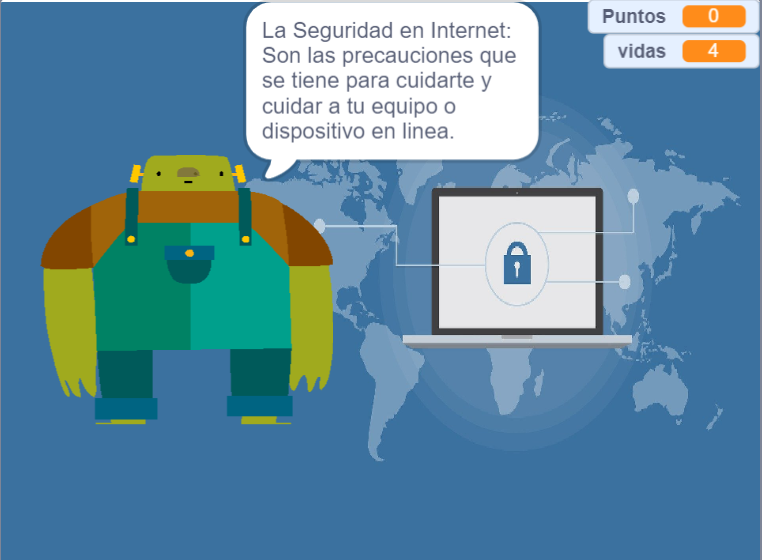 La Seguridad en Internet:
Son las precauciones que
se tiene para cuidarte y
cuidar a tu equipo o
dispositivo en linea.
Puntos 0
vidas 4